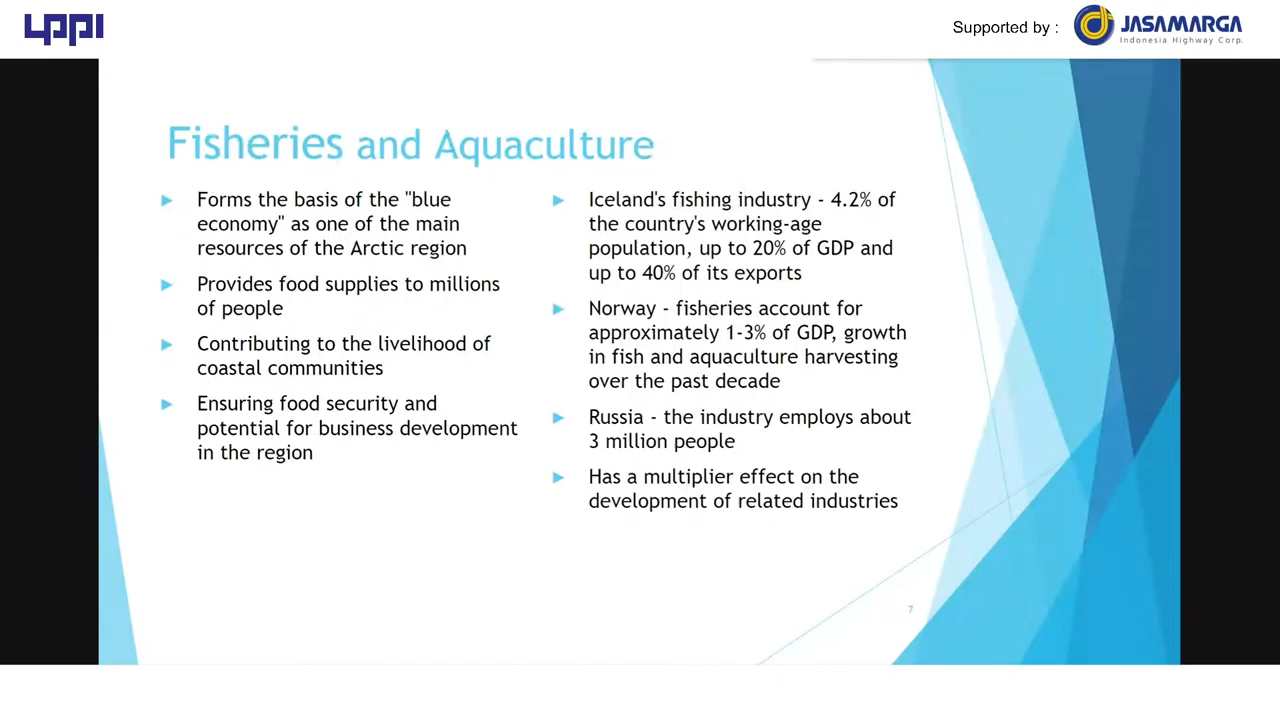 LPPI
Supported by :
JASAMARGA
Indonesia Highway Corp.
Fisheries and Aquaculture
Forms the basis of the "blue
economy" as one of the main
resources of the Arctic region
Provides food supplies to millions
of people
Contributing to the livelihood of
coastal communities
Ensuring food security and
potential for business development
in the region
Iceland's fishing industry - 4.2% of
the country's working-age
population, up to 20% of GDP and
up to 40% of its exports
Norway - fisheries account for
approximately 1-3% of GDP, growth
in fish and aquaculture harvesting
over the past decade
Russia - the industry employs about
3 million people
Has a multiplier effect on the
development of related industries
7